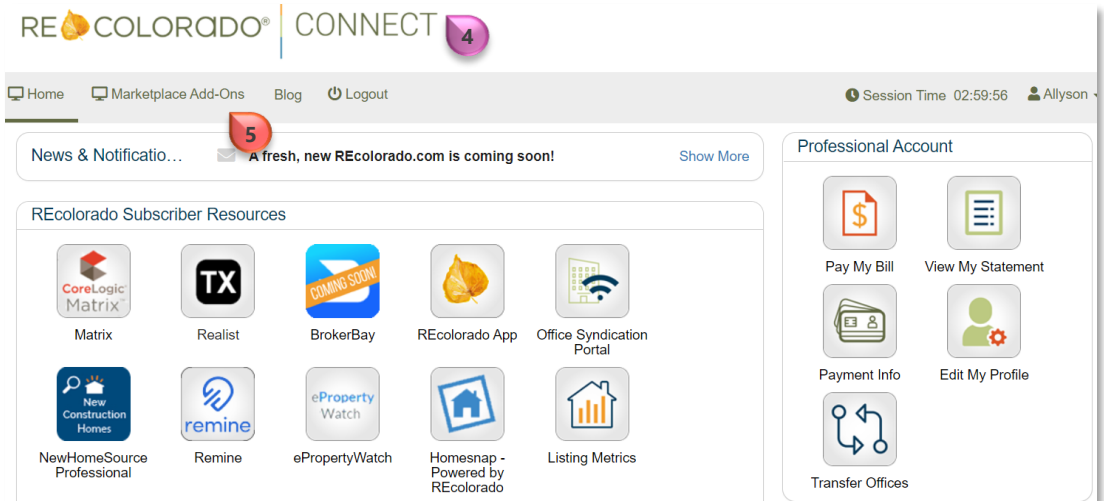 RE COLORADO® CONNECT
4
Home Marketplace Add-Ons Blog Logout Session Time 02:59:56 Allyson
5
News & Notificatio... A fresh, new REcolorado.com is coming soon! Show More
Professional Account
REcolorado Subscriber Resources
CoreLogic
Matrix™
TX
COMING SOON!
$
Pay My Bill View My Statement
Matrix Realist BrokerBay REcolorado App Office Syndication
Portal
New
Construction
Homes
remine
eProperty
Watch
Payment Info Edit My Profile
NewHomeSource
Professional
Remine ePropertyWatch Homesnap -
Powered by
REcolorado
Listing Metrics
Transfer Offices